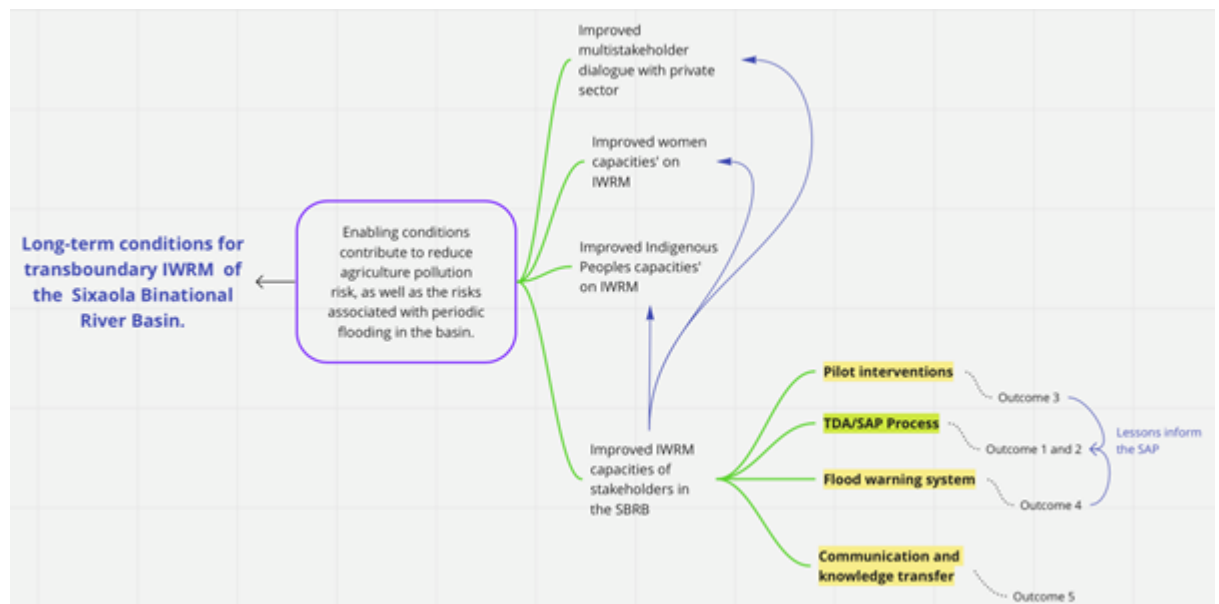 Long-term conditions for
transboundary IWRM of
the Sixaola Binational
River Basin.
Enabling conditions
contribute to reduce
agriculture pollution
risk, as well as the risks
associated with periodic
flooding in the basin.
Improved
multistakeholder
dialogue with private
sector
Improved women
capacities' on
IWRM
Improved Indigenous
Peoples capacities'
on IWRM
Improved IWRM
capacities of
stakeholders in
the SBRB
Pilot interventions
Outcome 3
TDA/SAP Process
Outcome 1 and 2
Lessons inform
the SAP
Flood warning system
Outcome 4
Communication and
knowledge transfer
Outcome 5